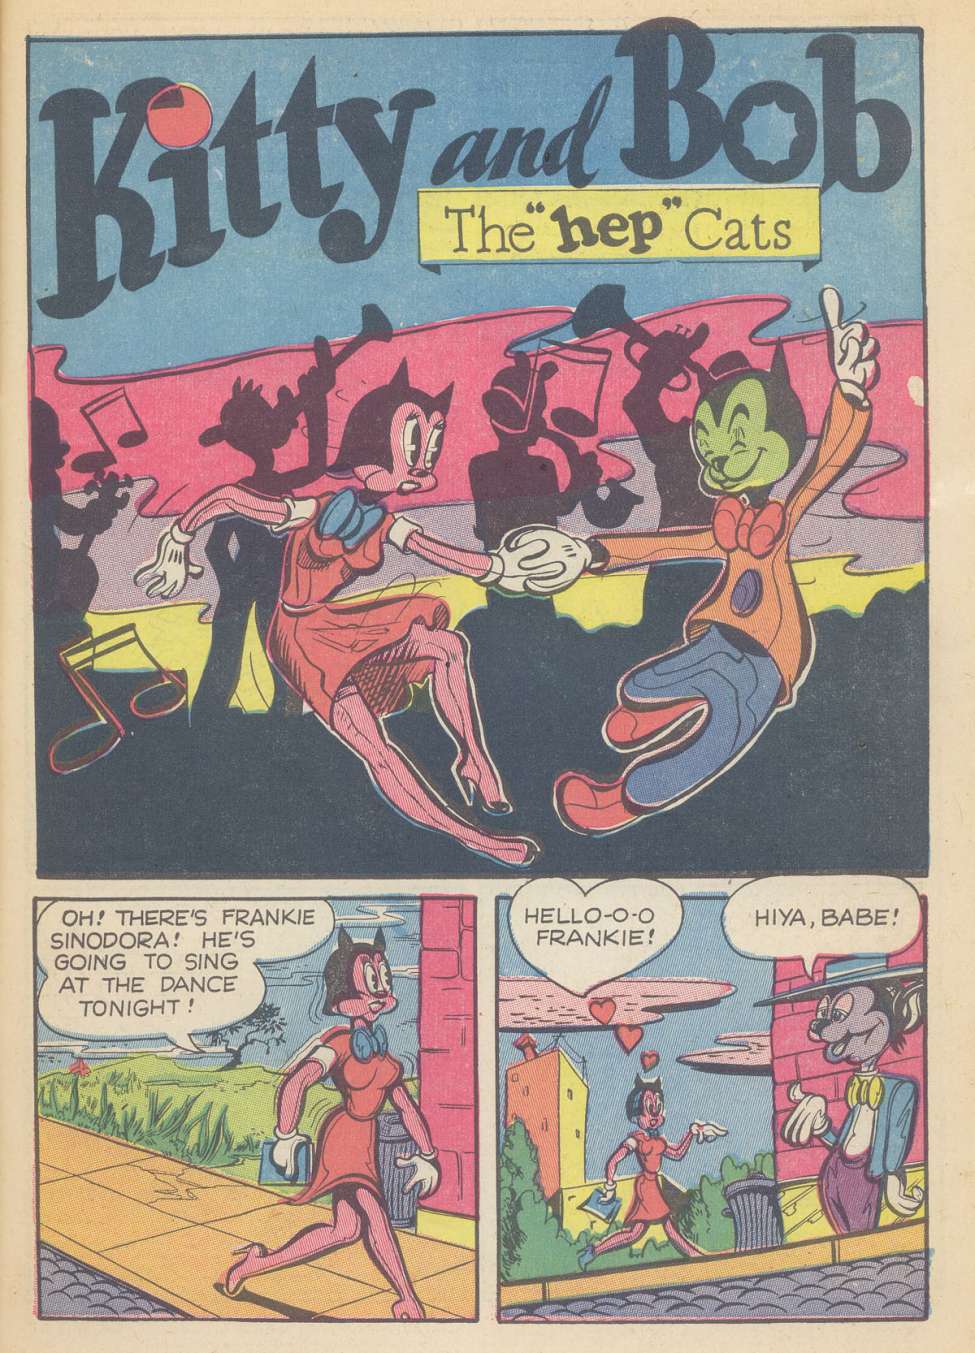 Kitty and Bob
The "hep" Cats
OH! THERE'S FRANKIE
SINODORA! HE'S
GOING TO SING
AT THE DANCE
TONIGHT!
HELLO-O-O
FRANKIE!
HIYA, BABE!